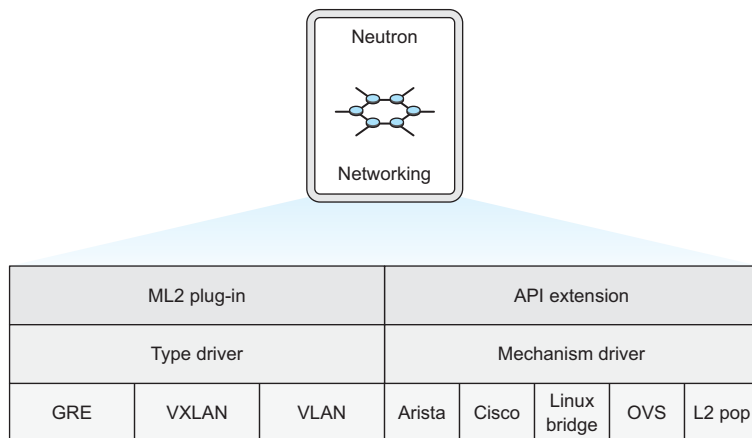 Neutron
Networking
ML2 plug-in
API extension
Type driver
Mechanism driver
GRE
VXLAN
VLAN
Arista
Cisco
Linux
bridge
OVS
L2 pop